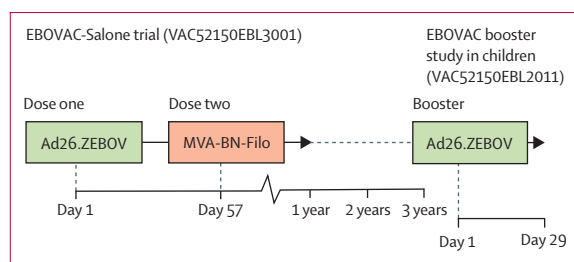 EBOVAC-Salone trial (VAC52150EBL3001)
EBOVAC booster
study in children
(VAC52150EBL2011)
Dose one
Dose two
Booster
Ad26.ZEBOV
MVA-BN-Filo
Ad26.ZEBOV
Day 1
Day 57
1 year
2 years
3 years
Day 1
Day 29